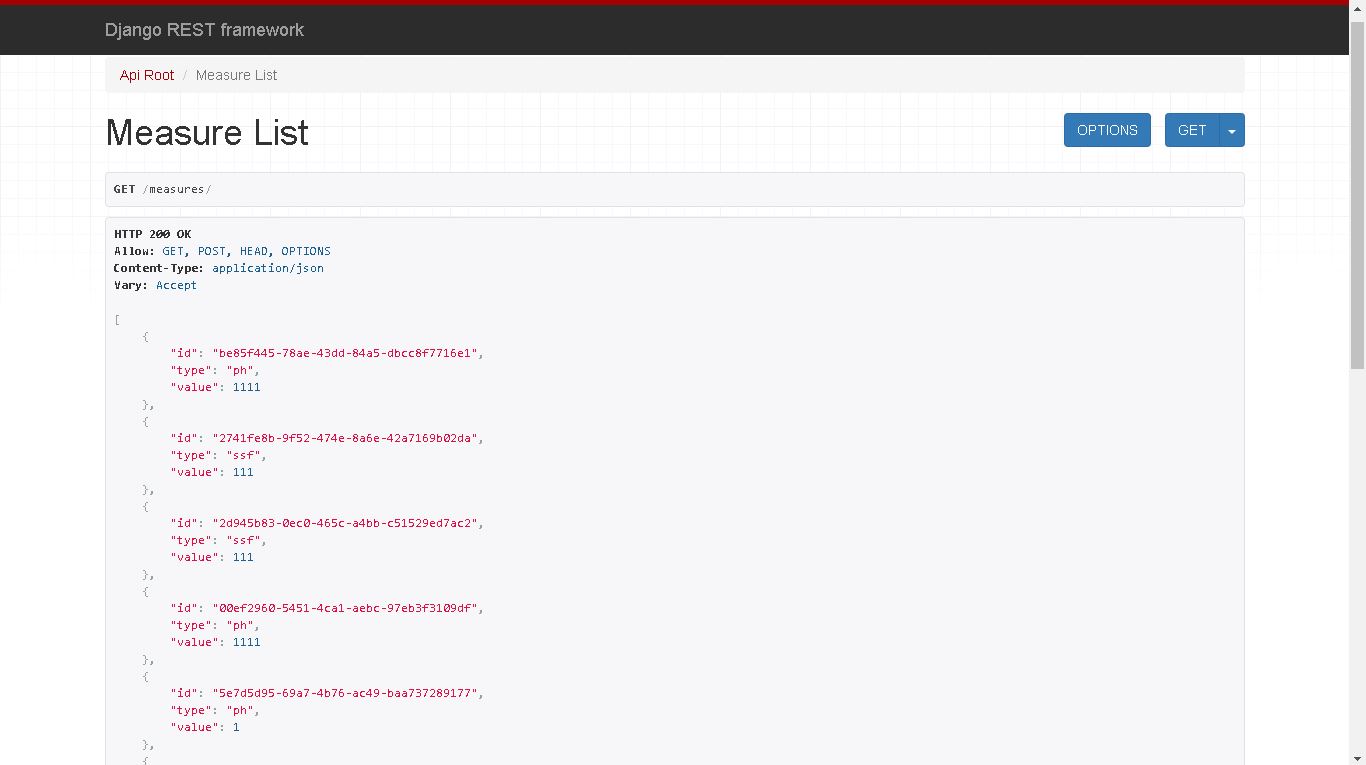 Django REST framework
Api Root / Measure List
Measure List
OPTIONS GET
GET /measures/
HTTP 200 OK
Allow: GET, POST, HEAD, OPTIONS
Content-Type: application/json
Vary: Accept
[
{
"id": "be85f445-78ae-43dd-84a5-dbcc8f7716e1",
"type": "ph",
"value": 1111
},
{
"id": "2741fe8b-9f52-474e-8a6e-42a7169b02da",
"type": "ssf",
"value": 111
},
{
"id": "2d945b83-0ec0-465c-a4bb-c51529ed7ac2",
"type": "ssf",
"value": 111
},
{
"id": "00ef2960-5451-4ca1-aebc-97eb3f3109df",
"type": "ph",
"value": 1111
},
{
"id": "5e7d5d95-69a7-4b76-ac49-baa737289177",
"type": "ph",
"value": 1
},
{